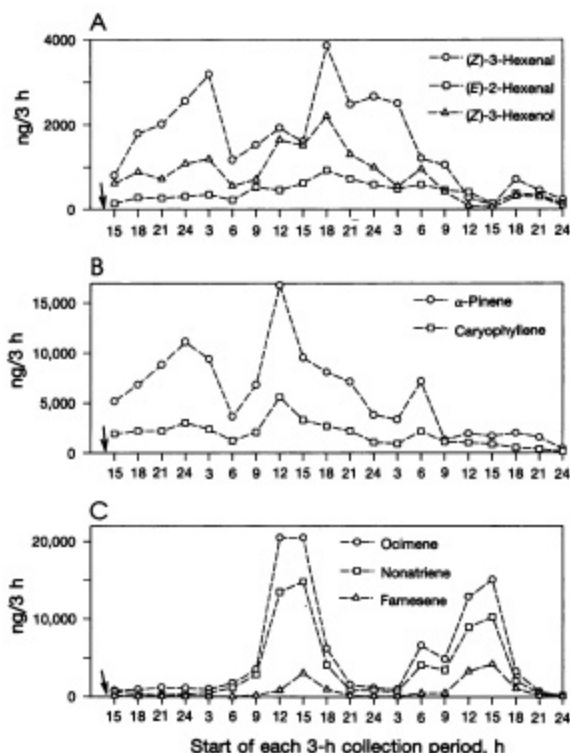 A
4000
2000
0
ng/3 h
(Z)-3-Hexenal
(E)-2-Hexenal
(Z)-3-Hexenol
15 18 21 24 3 6 9 12 15 18 21 24 3 6 9 12 15 18 21 24
B
15,000
10,000
5,000
0
ng/3 h
α-Pinene
Caryophyllene
15 18 21 24 3 6 9 12 15 18 21 24 3 6 9 12 15 18 21 24
C
20,000
10,000
0
ng/3 h
Ocimene
Nonatriene
Farnesene
15 18 21 24 3 6 9 12 15 18 21 24 3 6 9 12 15 18 21 24
Start of each 3-h collection period, h